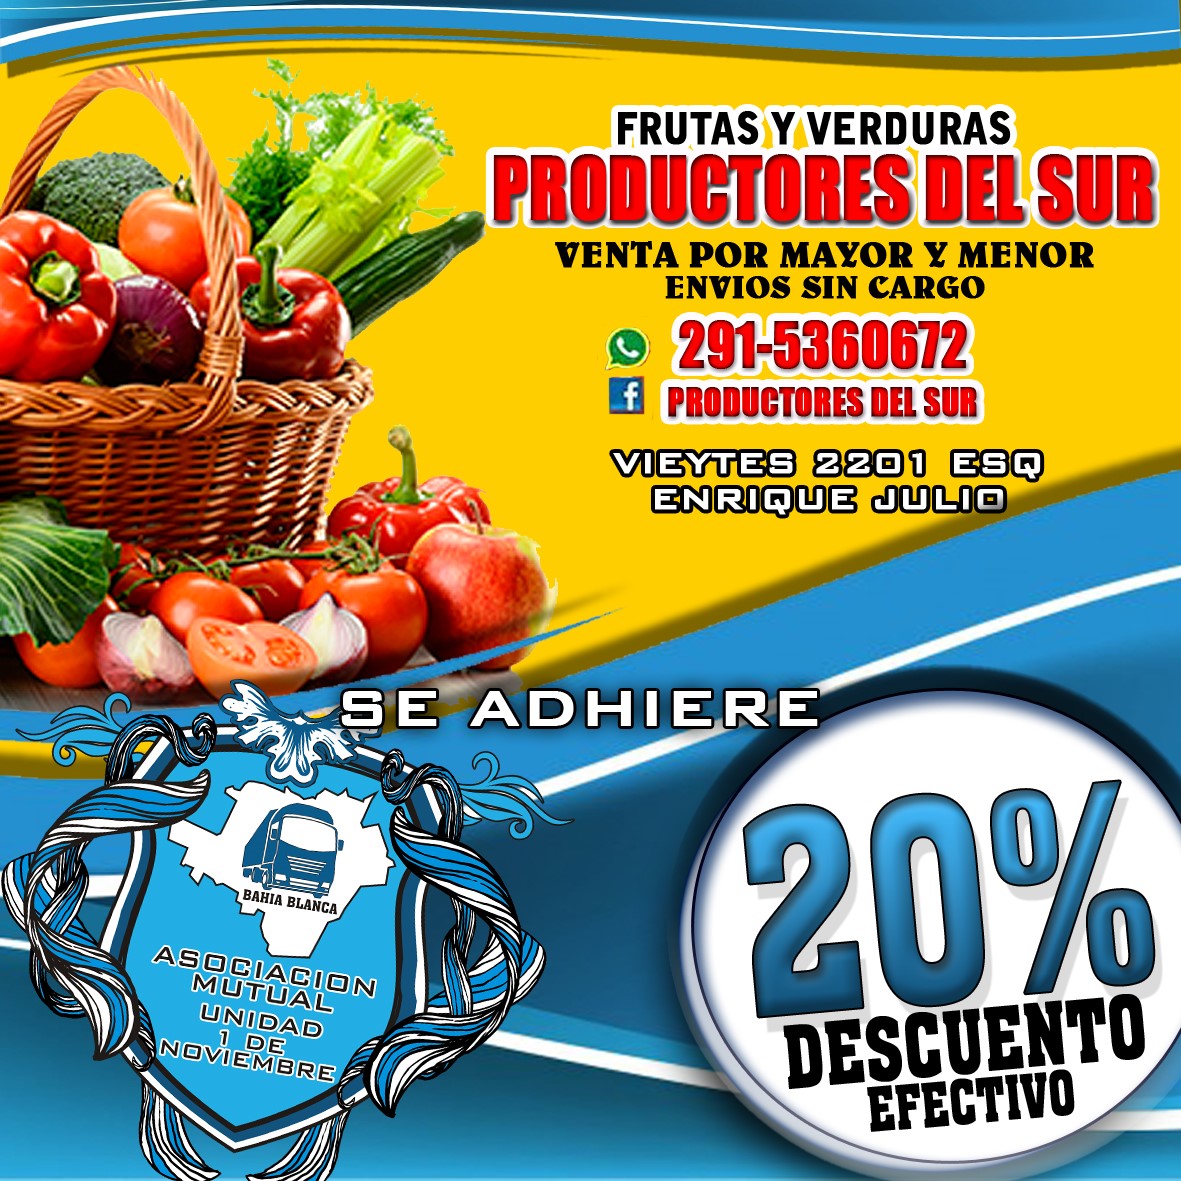 FRUTAS Y VERDURAS
PRODUCTORES DEL SUR
VENTA POR MAYOR Y MENOR
ENVIOS SIN CARGO
291-5360672
f PRODUCTORES DEL SUR
VIEYTES 2201 ESQ
ENRIQUE JULIO
SE ADHIERE
BAHIA BLANCA
ASOCIACION
MUTUAL
UNIDAD
1 DE
NOVIEMBRE
20%
DESCUENTO
EFECTIVO